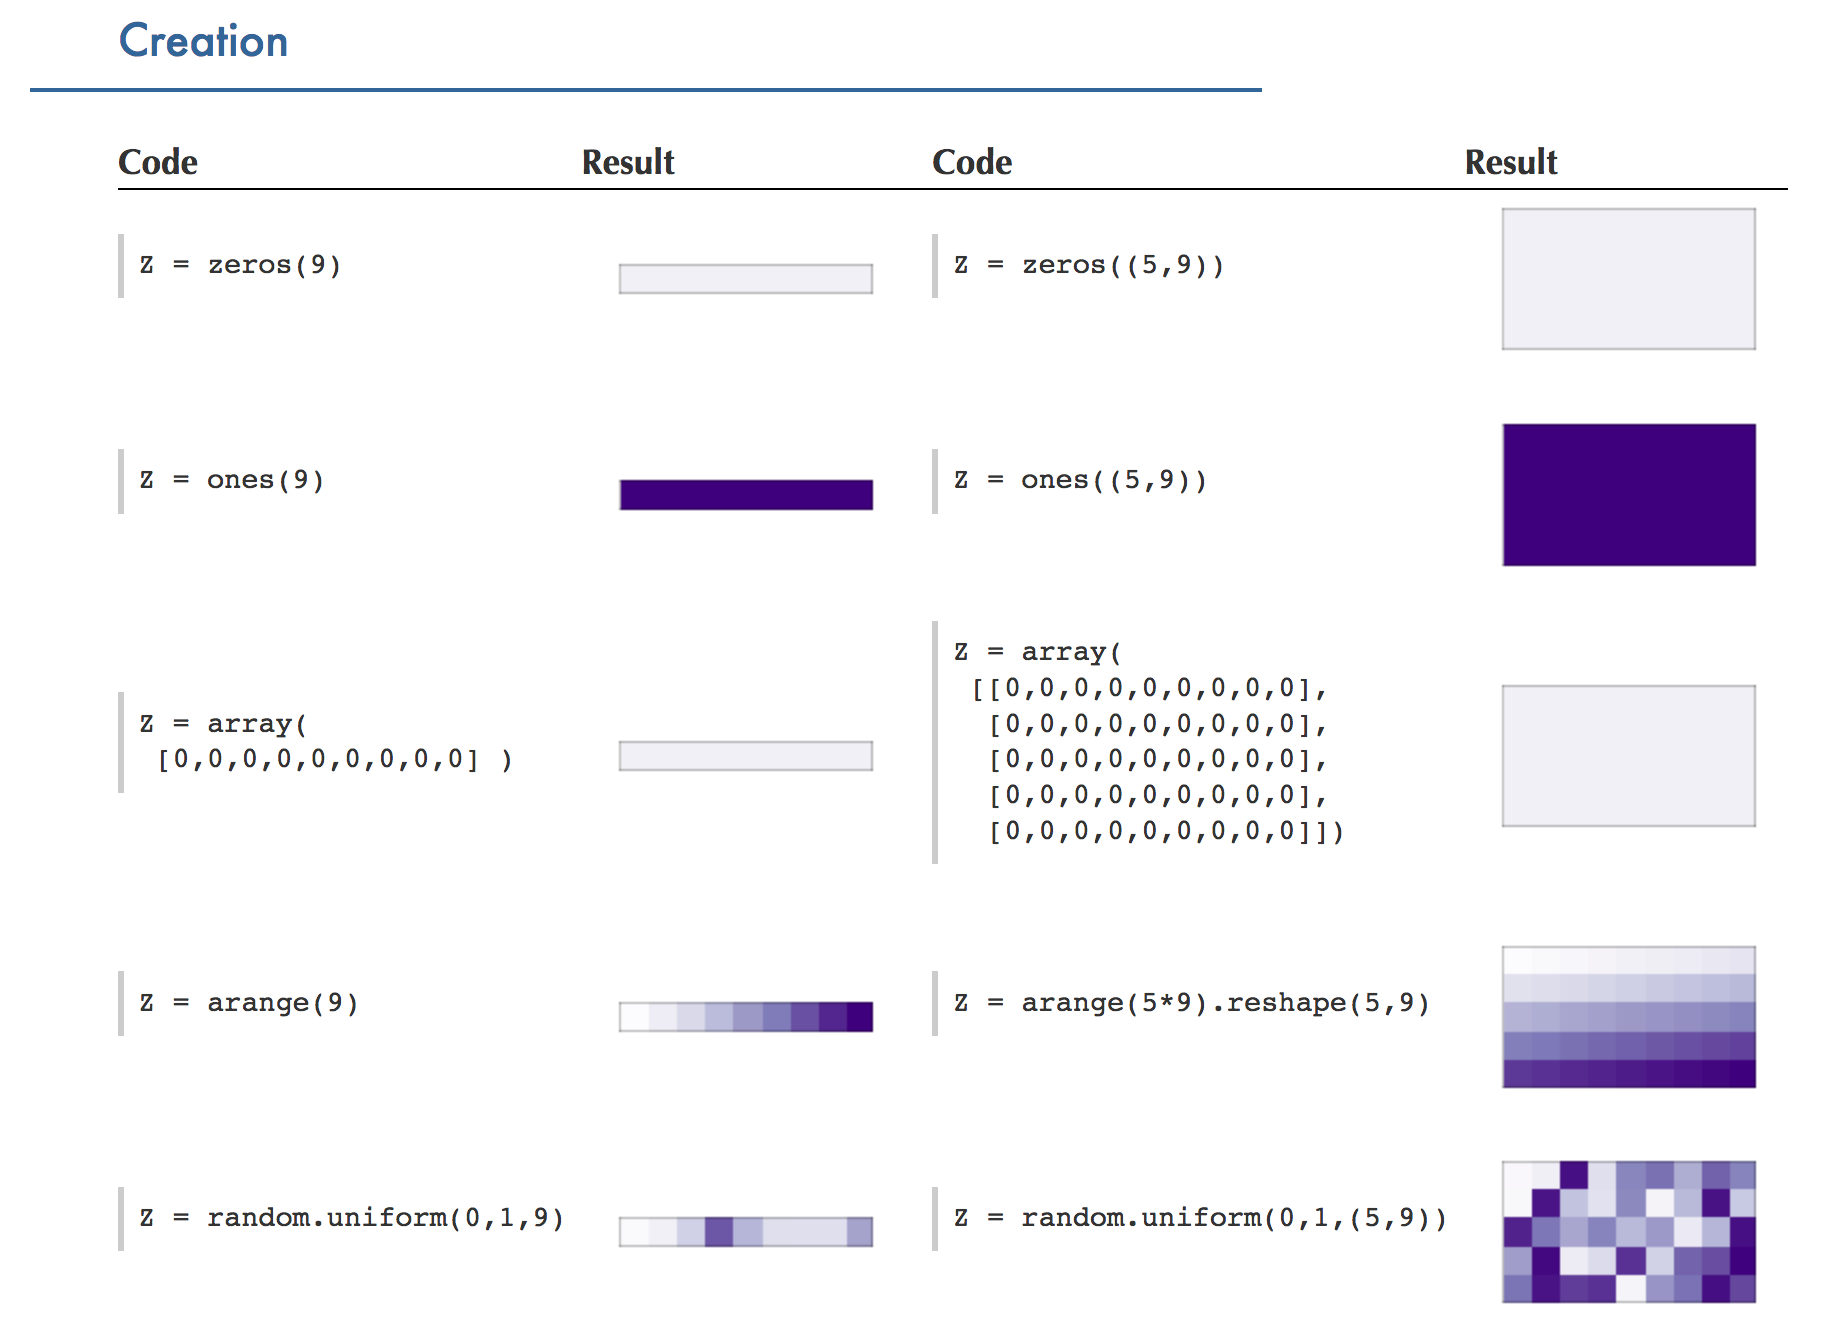 Creation
Code Result Code Result
Z = zeros(9) Z = zeros((5,9))
Z = ones(9) Z = ones((5,9))
Z = array(
 [0,0,0,0,0,0,0,0,0] )
Z = array(
 [[0,0,0,0,0,0,0,0,0],
  [0,0,0,0,0,0,0,0,0],
  [0,0,0,0,0,0,0,0,0],
  [0,0,0,0,0,0,0,0,0],
  [0,0,0,0,0,0,0,0,0]])
Z = arange(9) Z = arange(5*9).reshape(5,9)
Z = random.uniform(0,1,9) Z = random.uniform(0,1,(5,9))